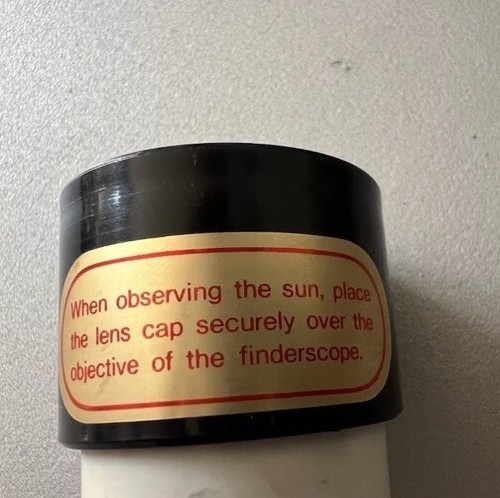 When observing the sun, place
the lens cap securely over the
objective of the finderscope.